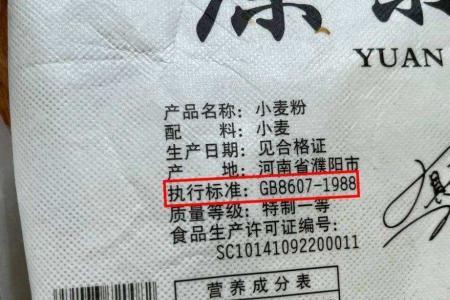 YUAN
产品名称：小麦粉
配　　料：小麦
生产日期：见合格证
产　　地：河南省濮阳市
执行标准：GB8607-1988
质量等级：特制一等
食品生产许可证编号：
SC10141092200011
营养成分表